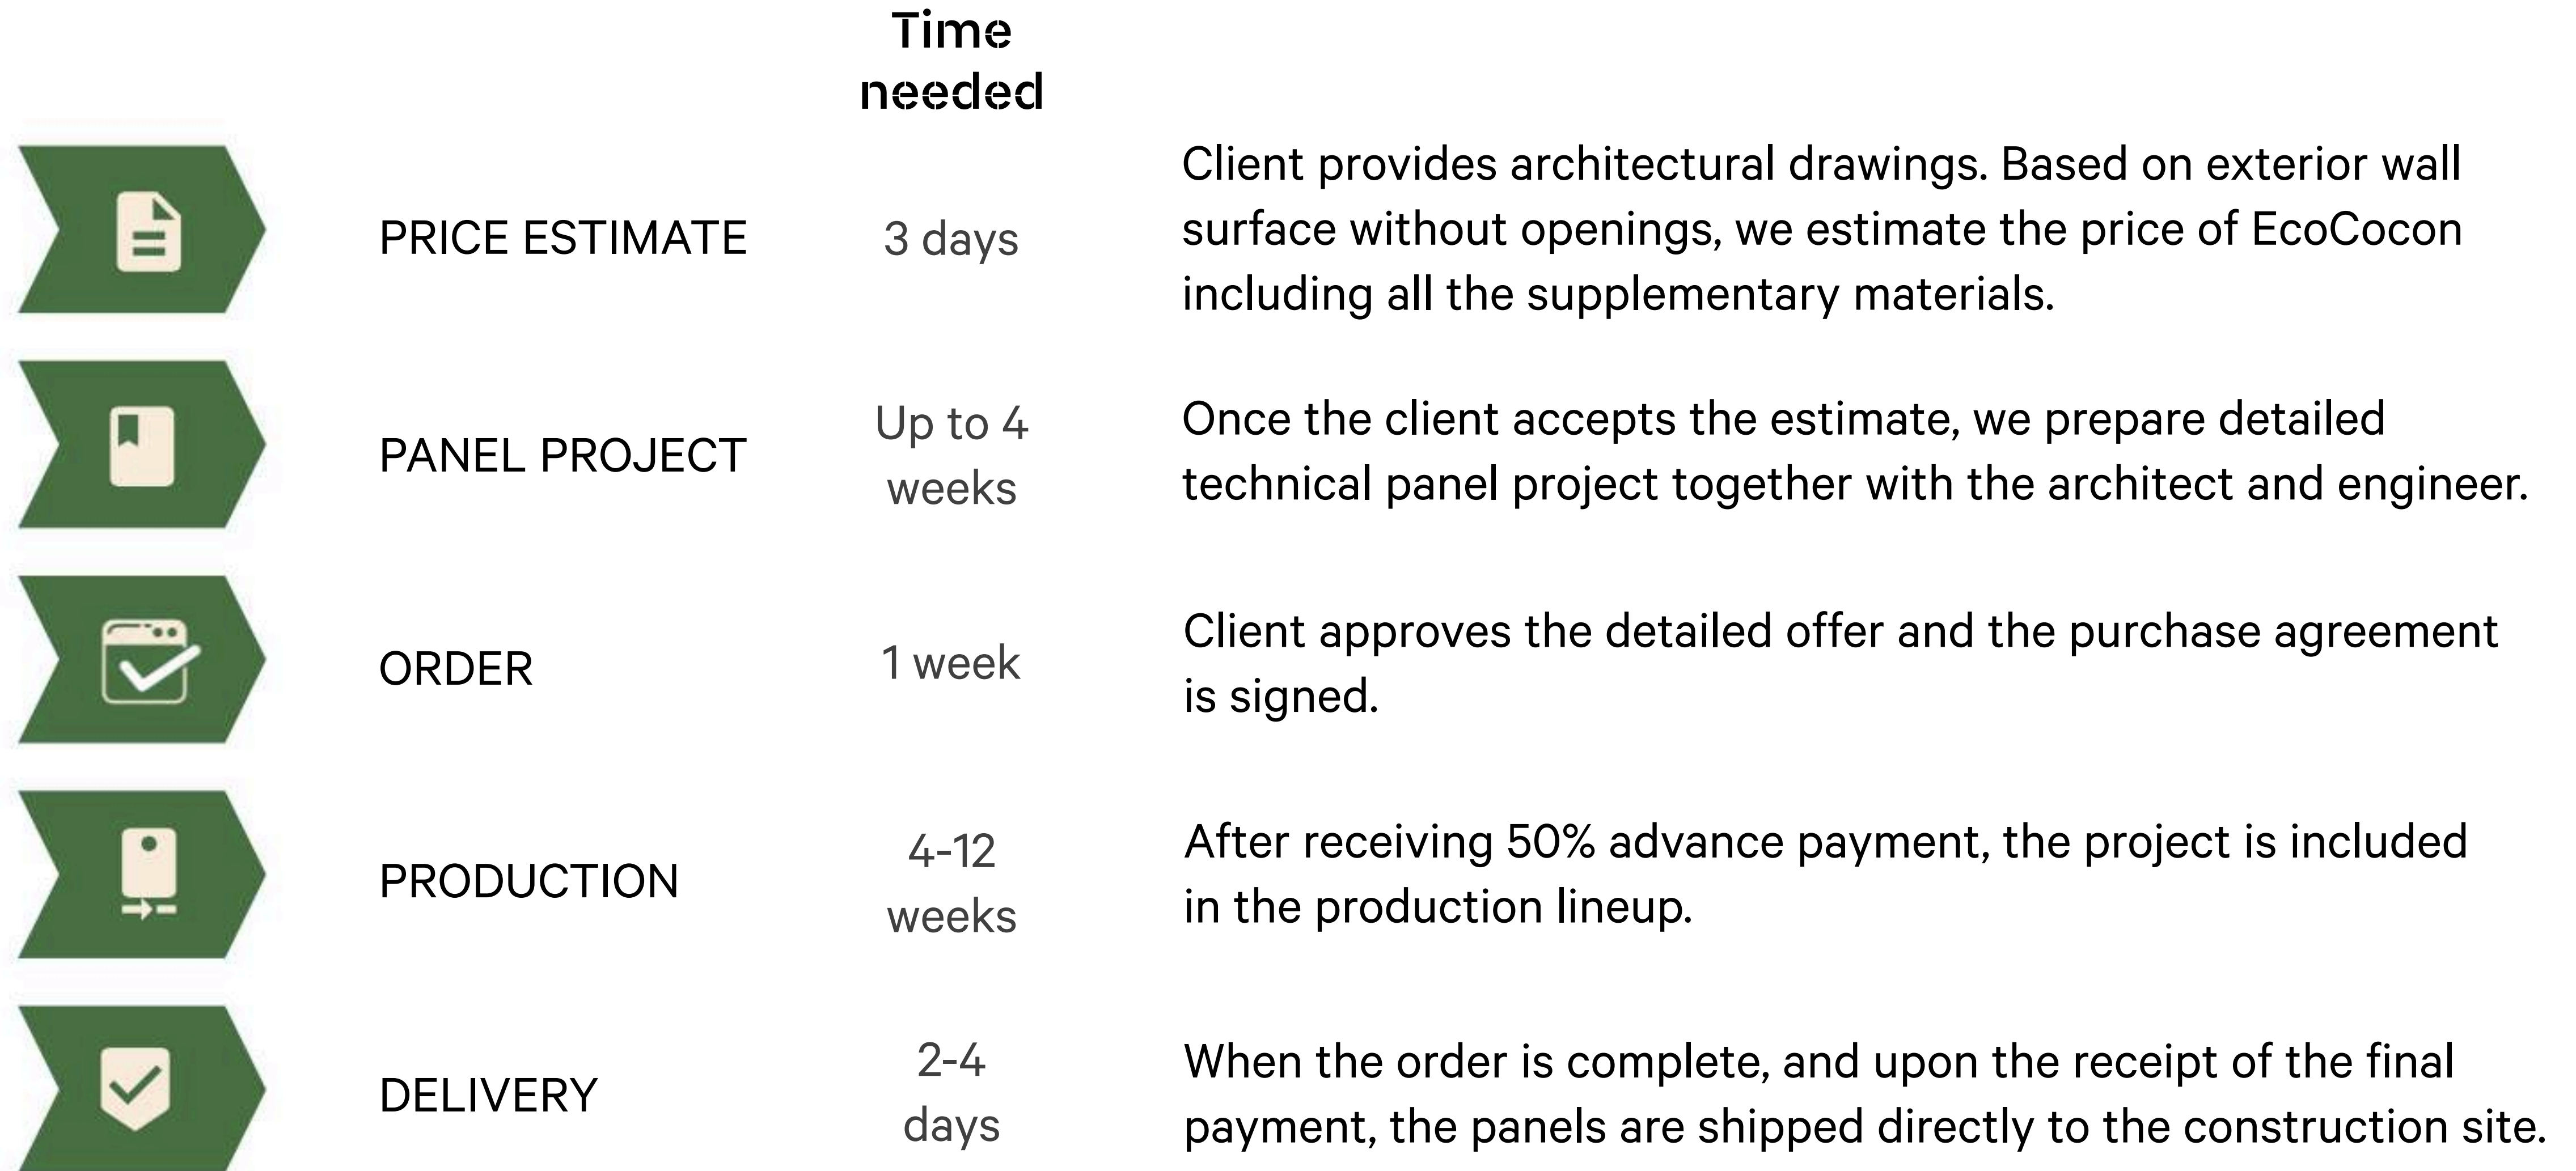 Time
needed
PRICE ESTIMATE
3 days
Client provides architectural drawings. Based on exterior wall
surface without openings, we estimate the price of EcoCocon
including all the supplementary materials.
PANEL PROJECT
Up to 4
weeks
Once the client accepts the estimate, we prepare detailed
technical panel project together with the architect and engineer.
ORDER
1 week
Client approves the detailed offer and the purchase agreement
is signed.
PRODUCTION
4-12
weeks
After receiving 50% advance payment, the project is included
in the production lineup.
DELIVERY
2-4
days
When the order is complete, and upon the receipt of the final
payment, the panels are shipped directly to the construction site.